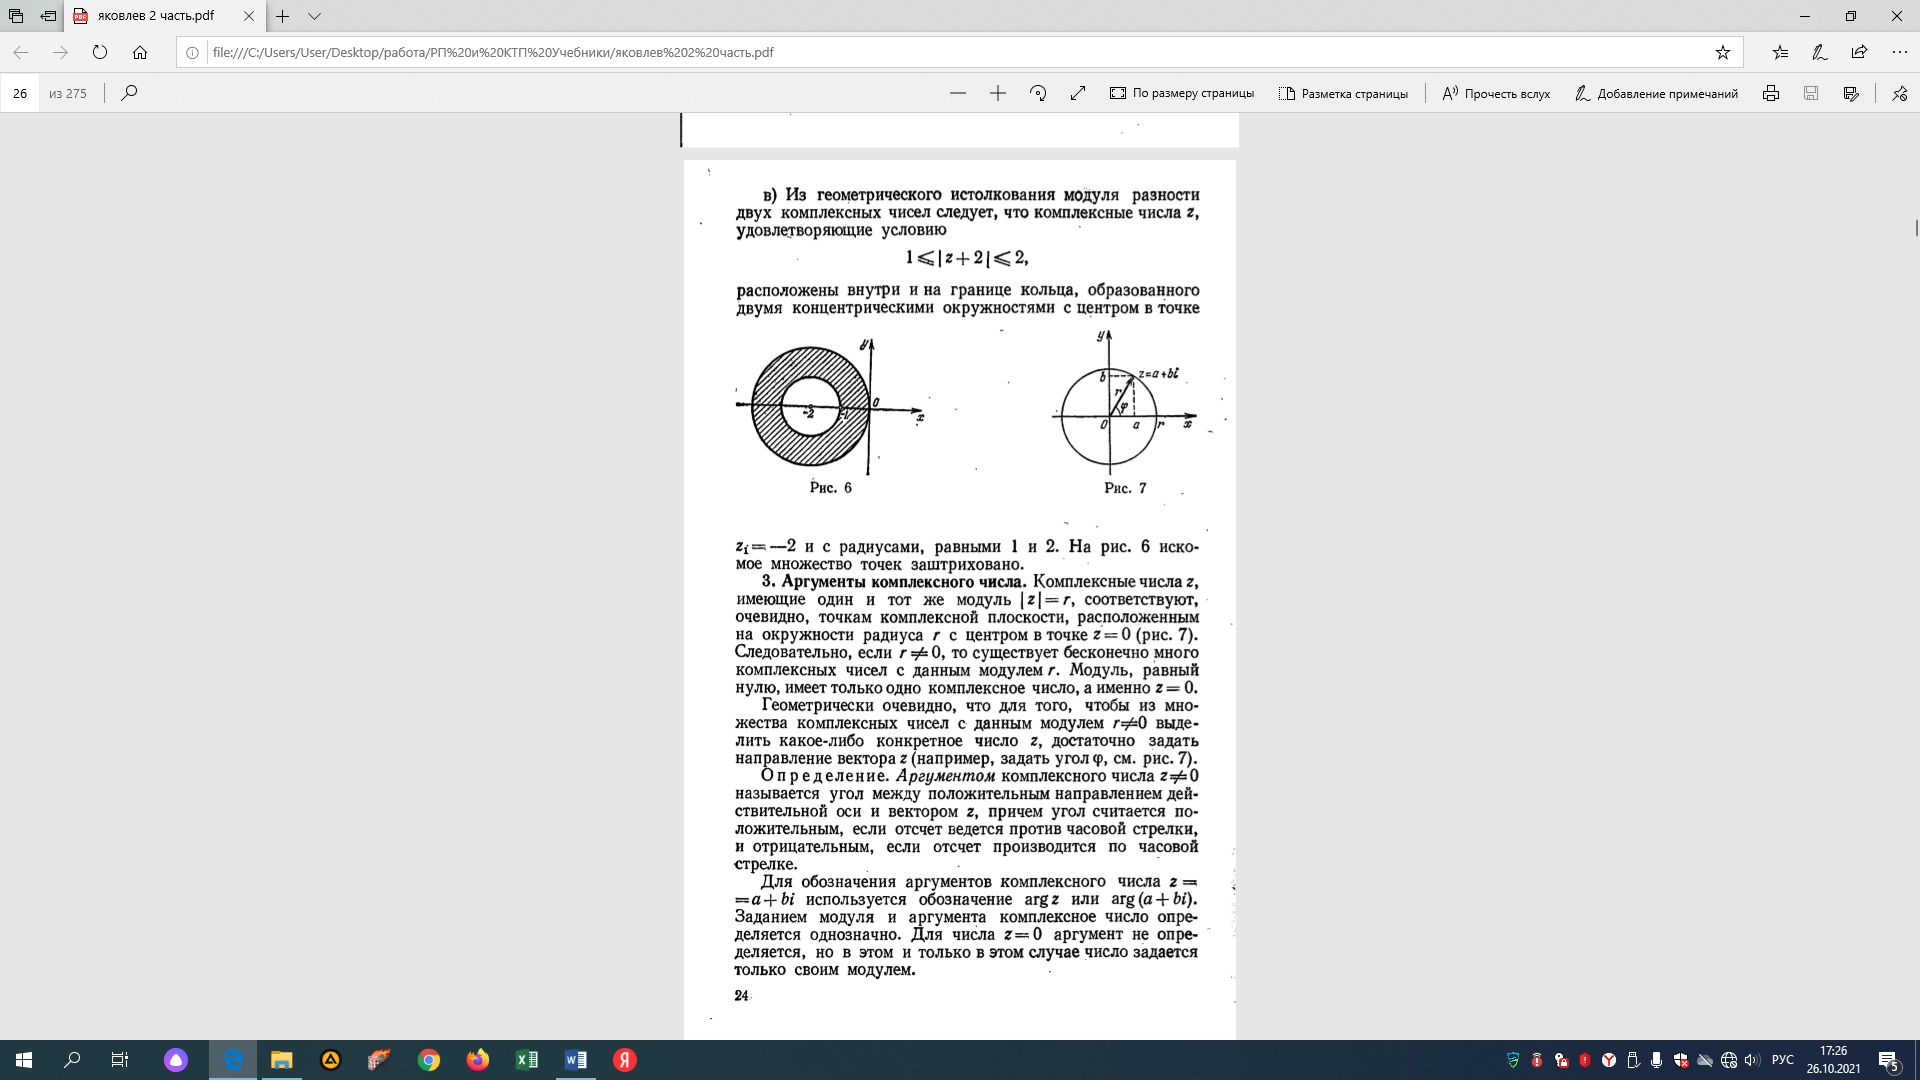 яковлев 2 часть.pdf
file:///C:/Users/User/Desktop/работа/РП%20и%20КТП%20Учебники/яковлев%202%20часть.pdf
26 из 275
По размеру страницы
Разметка страницы
Прочесть вслух
Добавление примечаний
в) Из геометрического истолкования модуля разности
двух комплексных чисел следует, что комплексные числа z,
удовлетворяющие условию
1⩽|z+2|⩽2,
расположены внутри и на границе кольца, образованного
двумя концентрическими окружностями с центром в точке
y
0
-2
-1
x
Рис. 6
y
b
z=a+bi
r
φ
0
a
r
x
Рис. 7
z₁=—2 и с радиусами, равными 1 и 2. На рис. 6 иско-
мое множество точек заштриховано.
3. Аргументы комплексного числа. Комплексные числа z,
имеющие один и тот же модуль |z|=r, соответствуют,
очевидно, точкам комплексной плоскости, расположенным
на окружности радиуса r с центром в точке z=0 (рис. 7).
Следовательно, если r≠0, то существует бесконечно много
комплексных чисел с данным модулем r. Модуль, равный
нулю, имеет только одно комплексное число, а именно z=0.
Геометрически очевидно, что для того, чтобы из мно-
жества комплексных чисел с данным модулем r≠0 выде-
лить какое-либо конкретное число z, достаточно задать
направление вектора z (например, задать угол φ, см. рис. 7).
Определение. Аргументом комплексного числа z≠0
называется угол между положительным направлением дей-
ствительной оси и вектором z, причем угол считается по-
ложительным, если отсчет ведется против часовой стрелки,
и отрицательным, если отсчет производится по часовой
стрелке.
Для обозначения аргументов комплексного числа z=
=a+bi используется обозначение arg z или arg (a+bi).
Заданием модуля и аргумента комплексное число опре-
деляется однозначно. Для числа z=0 аргумент не опре-
деляется, но в этом и только в этом случае число задается
только своим модулем.
24
РУС
17:26
26.10.2021
5